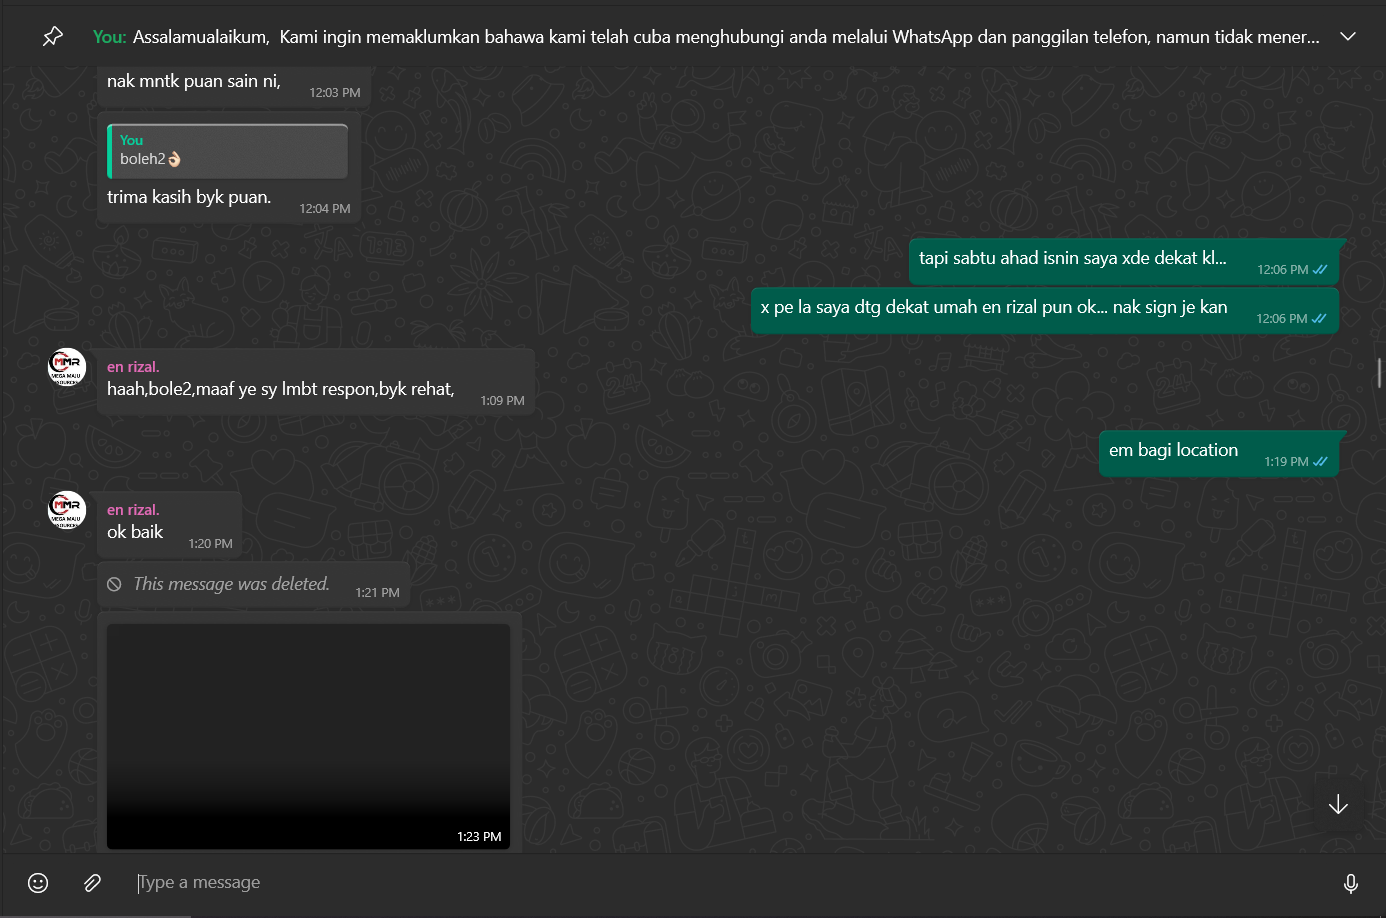 You: Assalamualaikum, Kami ingin memaklumkan bahawa kami telah cuba menghubungi anda melalui WhatsApp dan panggilan telefon, namun tidak mener...
nak mntk puan sain ni,
12:03 PM
You
boleh2👌🏻
trima kasih byk puan.
12:04 PM
tapi sabtu ahad isnin saya xde dekat kl...
12:06 PM
x pe la saya dtg dekat umah en rizal pun ok... nak sign je kan
12:06 PM
MMR
MEGA MAJU
en rizal.
haah,bole2,maaf ye sy lmbt respon,byk rehat,
1:09 PM
em bagi location
1:19 PM
MMR
MEGA MAJU
en rizal.
ok baik
1:20 PM
This message was deleted.
1:21 PM
1:23 PM
Type a message